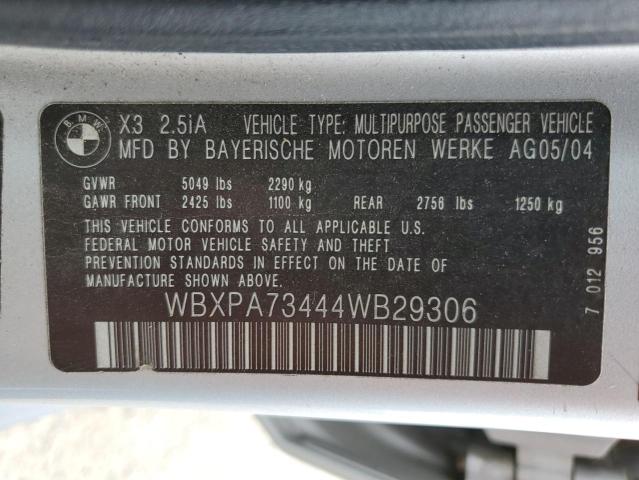 BMW
X3 2.5iA VEHICLE TYPE: MULTIPURPOSE PASSENGER VEHICLE
MFD BY BAYERISCHE MOTOREN WERKE AG05/04
GVWR 5049 lbs 2290 kg
GAWR FRONT 2425 lbs 1100 kg REAR 2756 lbs 1250 kg
THIS VEHICLE CONFORMS TO ALL APPLICABLE U.S.
FEDERAL MOTOR VEHICLE SAFETY AND THEFT
PREVENTION STANDARDS IN EFFECT ON THE DATE OF
MANUFACTURE SHOWN ABOVE.
WBXPA73444WB29306
7 012 956